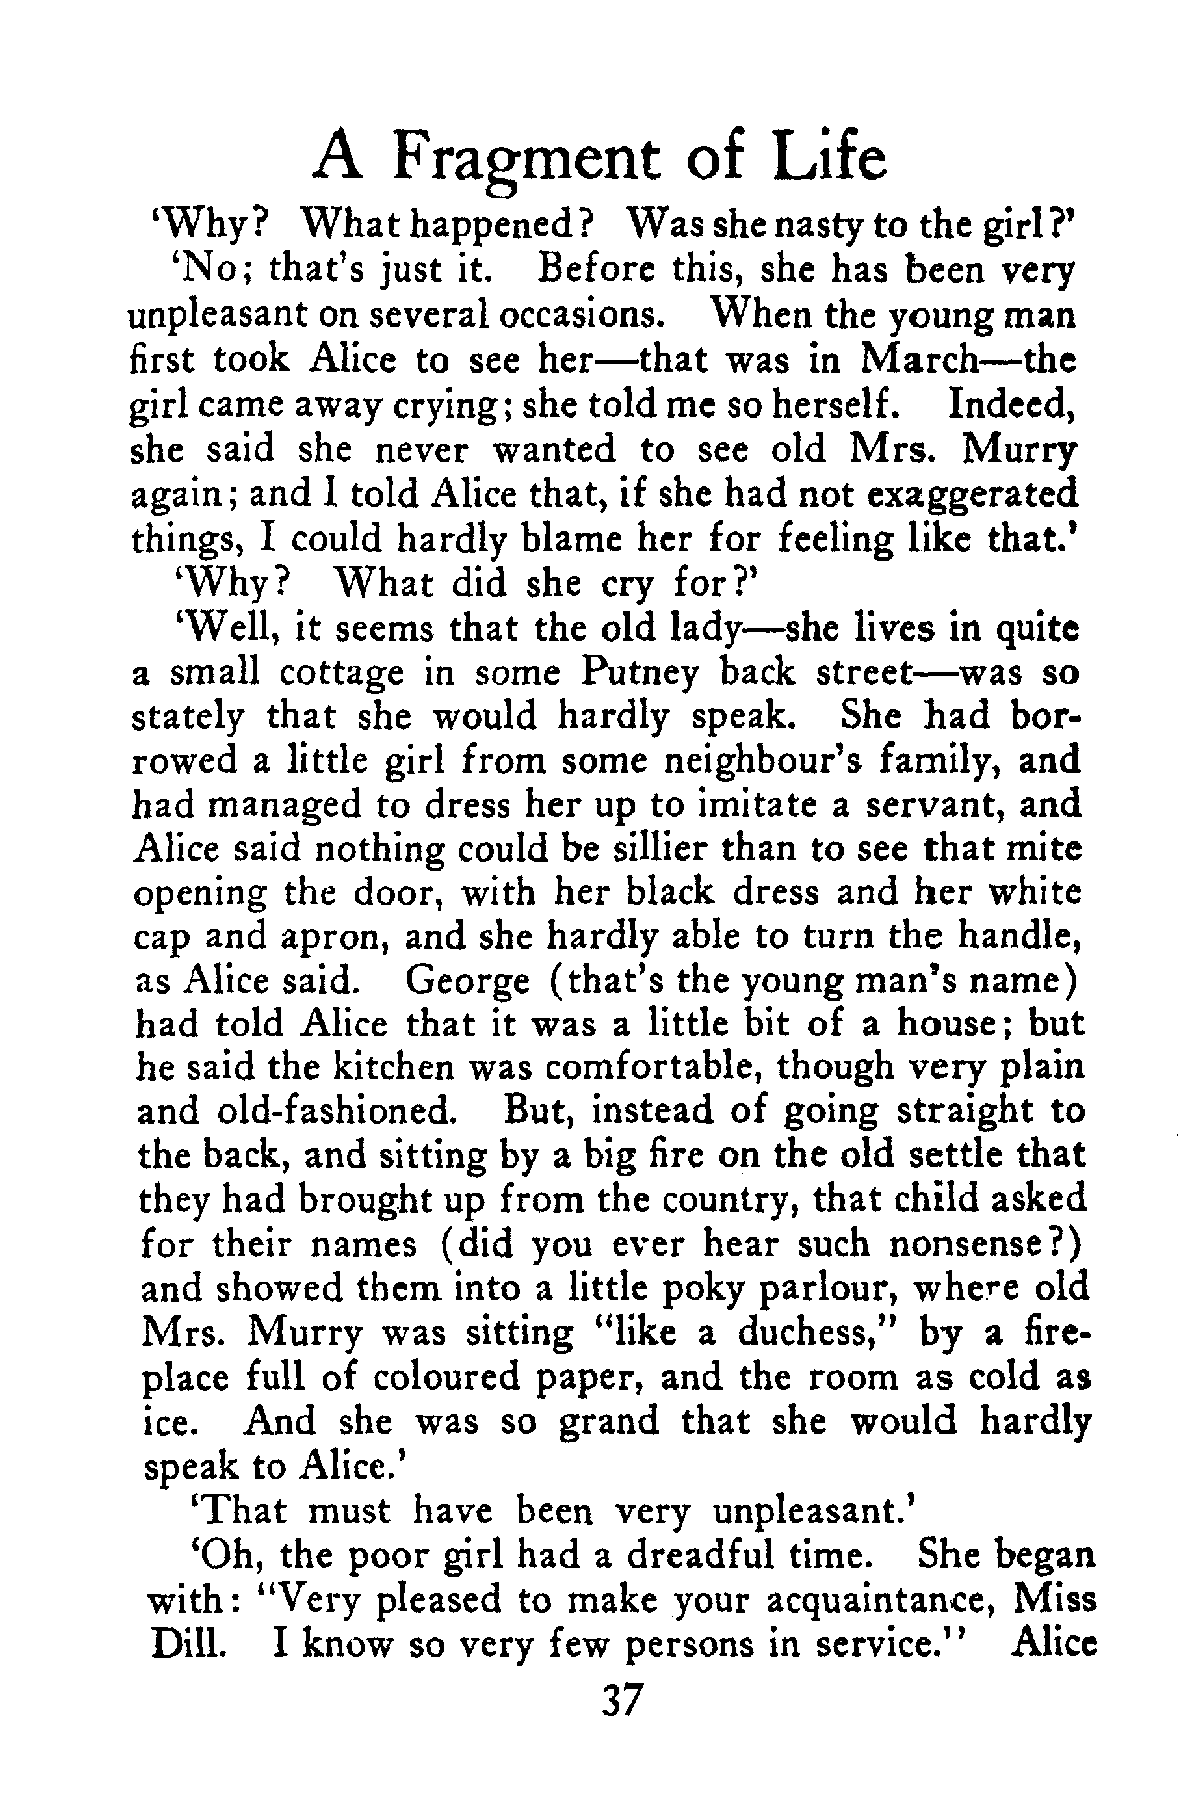 A Fragment of Life
‘Why? What happened? Was she nasty to the girl?’
‘No; that’s just it. Before this, she has been very
unpleasant on several occasions. When the young man
first took Alice to see her—that was in March—the
girl came away crying; she told me so herself. Indeed,
she said she never wanted to see old Mrs. Murry
again; and I told Alice that, if she had not exaggerated
things, I could hardly blame her for feeling like that.’
‘Why? What did she cry for?’
‘Well, it seems that the old lady—she lives in quite
a small cottage in some Putney back street—was so
stately that she would hardly speak. She had bor-
rowed a little girl from some neighbour’s family, and
had managed to dress her up to imitate a servant, and
Alice said nothing could be sillier than to see that mite
opening the door, with her black dress and her white
cap and apron, and she hardly able to turn the handle,
as Alice said. George (that’s the young man’s name)
had told Alice that it was a little bit of a house; but
he said the kitchen was comfortable, though very plain
and old-fashioned. But, instead of going straight to
the back, and sitting by a big fire on the old settle that
they had brought up from the country, that child asked
for their names (did you ever hear such nonsense?)
and showed them into a little poky parlour, where old
Mrs. Murry was sitting “like a duchess,” by a fire-
place full of coloured paper, and the room as cold as
ice. And she was so grand that she would hardly
speak to Alice.’
‘That must have been very unpleasant.’
‘Oh, the poor girl had a dreadful time. She began
with: “Very pleased to make your acquaintance, Miss
Dill. I know so very few persons in service.” Alice
37